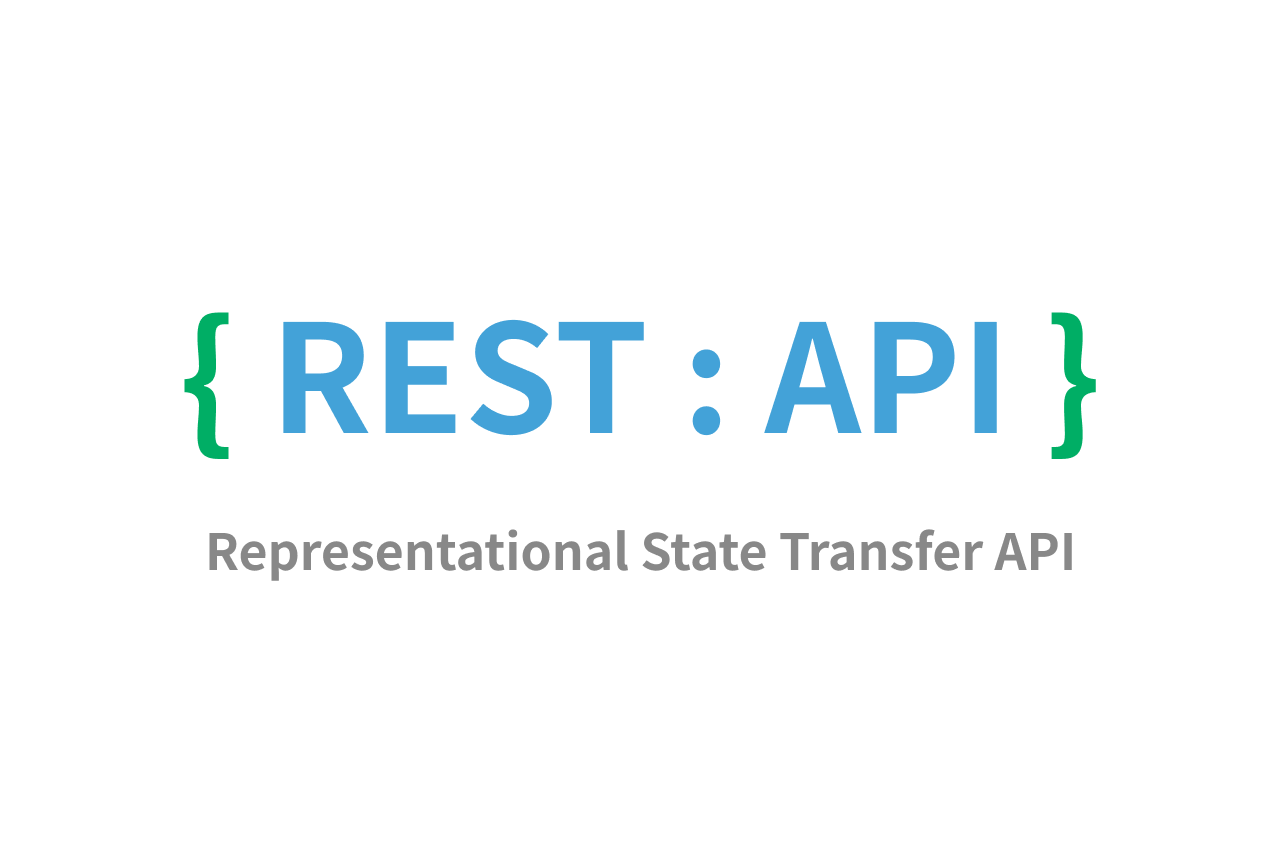 { REST : API }
Representational State Transfer API